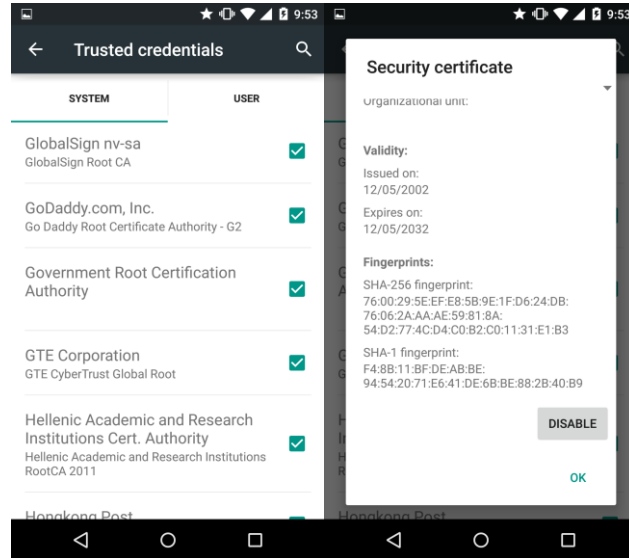 9:53
Trusted credentials
SYSTEM
USER
GlobalSign nv-sa
GlobalSign Root CA
GoDaddy.com, Inc.
Go Daddy Root Certificate Authority - G2
Government Root Certification
Authority
GTE Corporation
GTE CyberTrust Global Root
Hellenic Academic and Research
Institutions Cert. Authority
Hellenic Academic and Research Institutions
RootCA 2011
Hongkong Post
9:53
Security certificate
Organizational unit:
Validity:
Issued on:
12/05/2002
Expires on:
12/05/2032
Fingerprints:
SHA-256 fingerprint:
76:00:29:5E:EF:E8:5B:9E:1F:D6:24:DB:
76:06:2A:AA:AE:59:81:8A:
54:D2:77:4C:D4:C0:B2:C0:11:31:E1:B3
SHA-1 fingerprint:
F4:8B:11:BF:DE:AB:BE:
94:54:20:71:E6:41:DE:6B:BE:88:2B:40:B9
DISABLE
OK
Hongkong Post